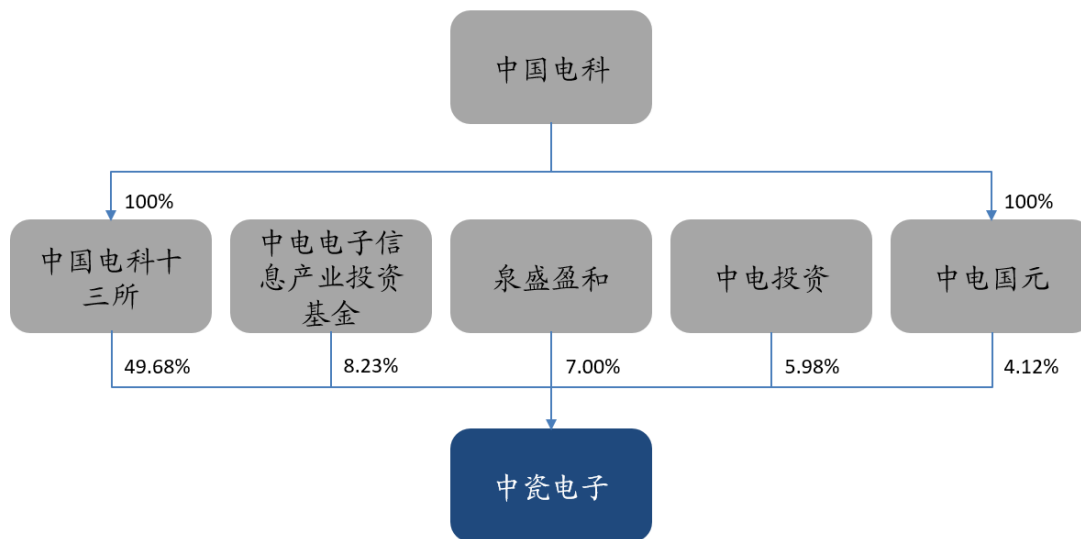 中国电科
100%
100%
中国电科十
三所
中电电子信
息产业投资
基金
泉盛盈和
中电投资
中电国元
49.68%
8.23%
7.00%
5.98%
4.12%
中瓷电子